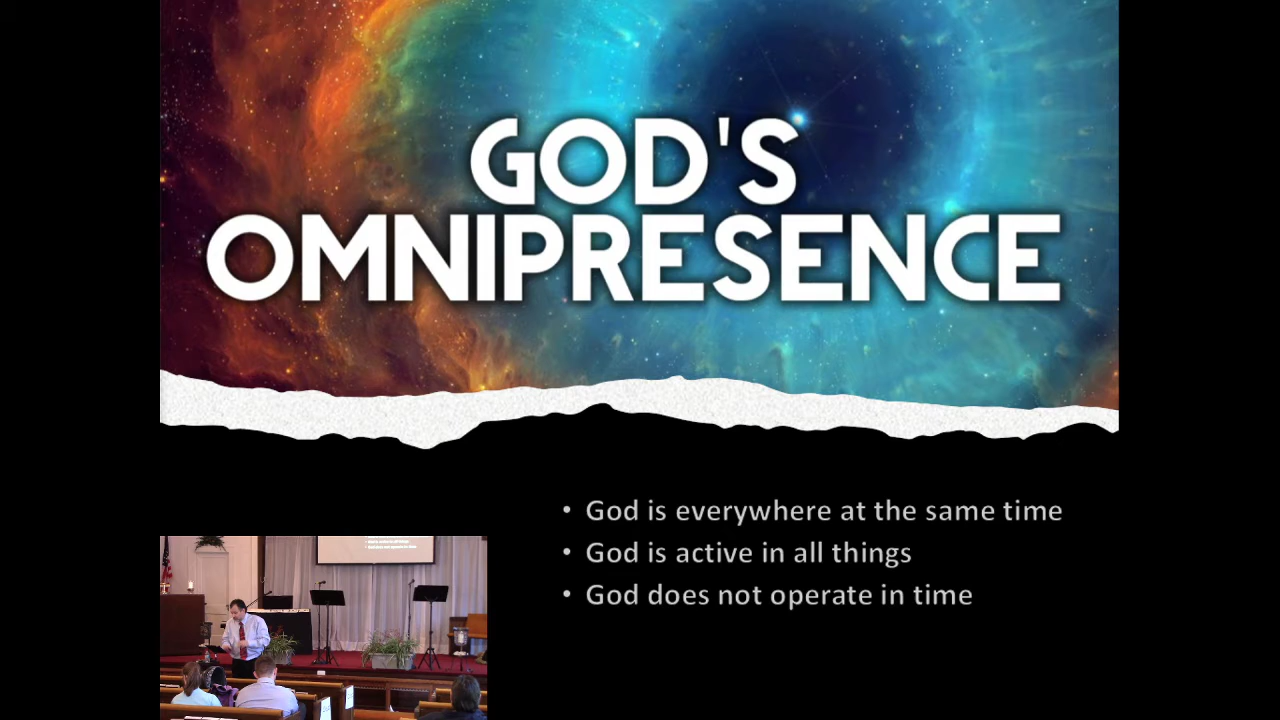 GOD'S
OMNIPRESENCE
• God is everywhere at the same time
• God is active in all things
• God does not operate in time